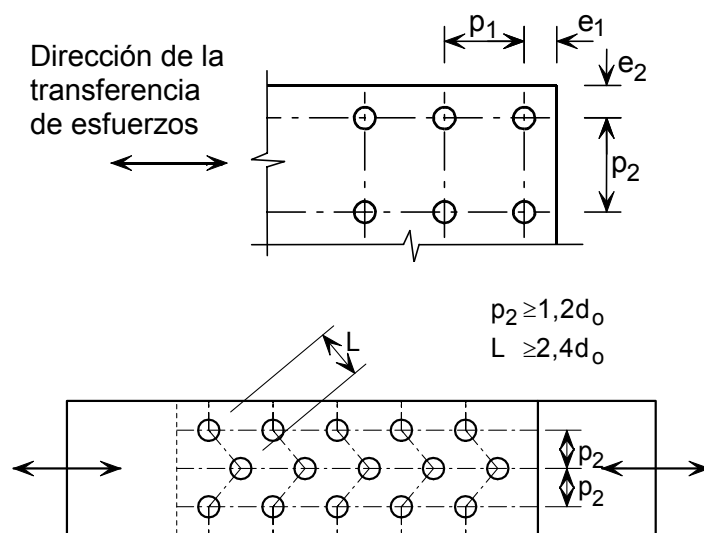 p1
e1
Dirección de la
transferencia
de esfuerzos
e2
p2
p2 ≥1,2do
L ≥2,4do
L
p2
p2